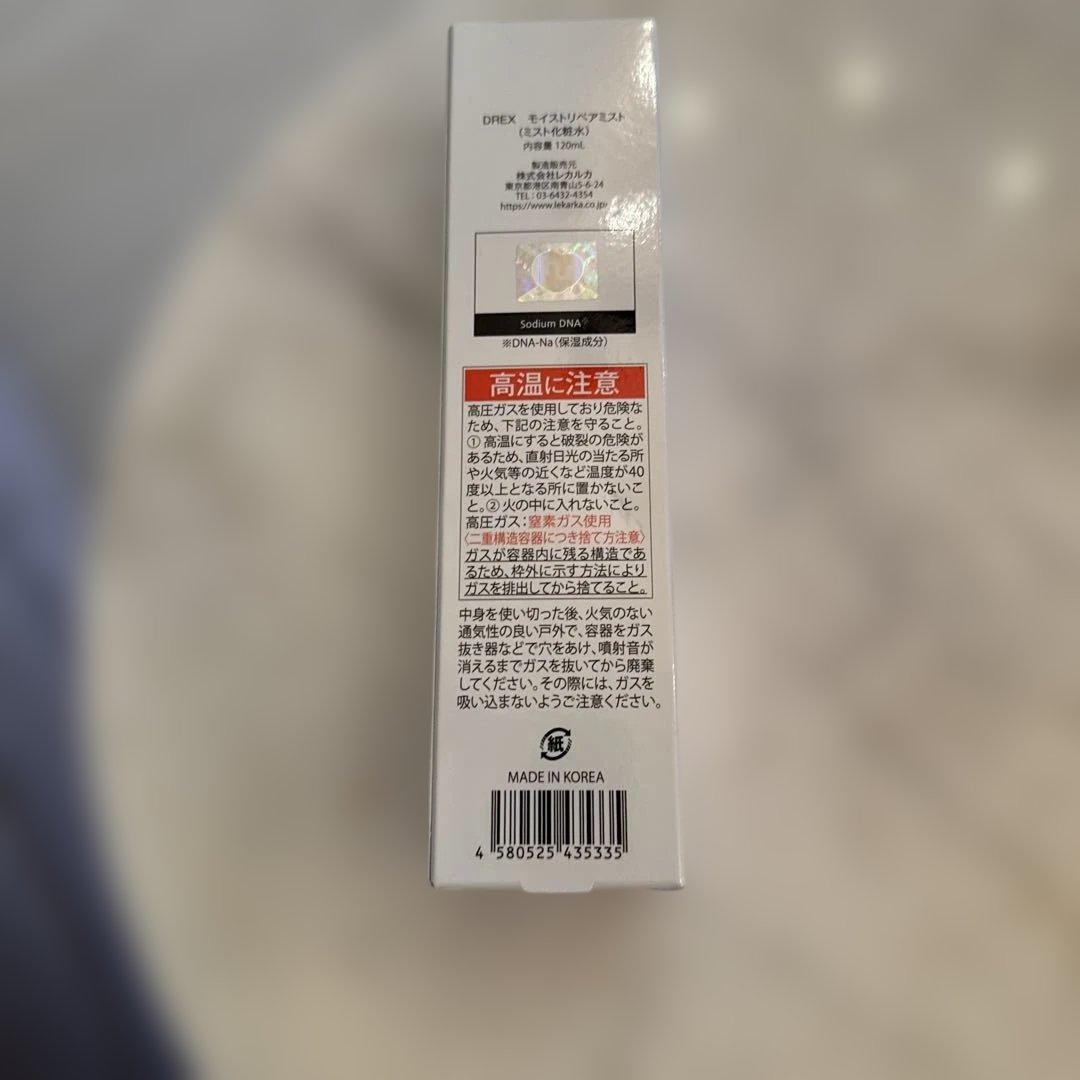 DREX モイストリペアミスト
(ミスト化粧水)
内容量 120mL
製造販売元
株式会社レカルカ
東京都港区南青山5-6-24
TEL:03-6432-4354
https://www.lekarka.co.jp/
Sodium DNA※
※DNA-Na(保湿成分)
高温に注意
高圧ガスを使用しており危険な
ため、下記の注意を守ること。
①高温にすると破裂の危険が
あるため、直射日光の当たる所
や火気等の近くなど温度が40
度以上となる所に置かないこ
と。②火の中に入れないこと。
高圧ガス:窒素ガス使用
〈二重構造容器につき捨て方注意〉
ガスが容器内に残る構造であ
るため、枠外に示す方法により
ガスを排出してから捨てること。
中身を使い切った後、火気のない
通気性の良い戸外で、容器をガス
抜き器などで穴をあけ、噴射音が
消えるまでガスを抜いてから廃棄
してください。その際には、ガスを
吸い込まないようご注意ください。
紙
MADE IN KOREA
4 580525 435335